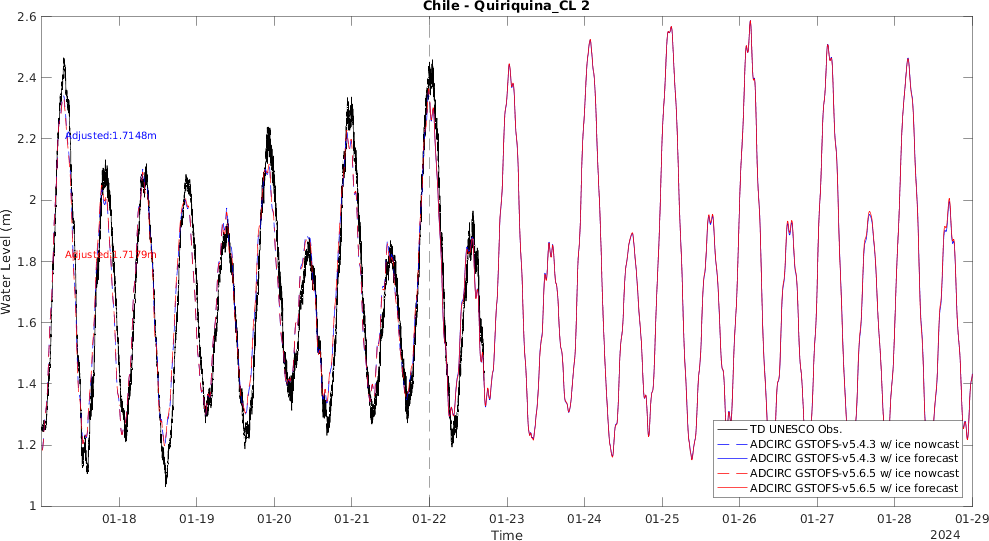 Chile - Quiriquina_CL 2
2.6
2.4
2.2
2
1.8
1.6
1.4
1.2
1
Water Level (m)
Adjusted:1.7148m
Adjusted:1.7179m
TD UNESCO Obs.
ADCIRC GSTOFS-v5.4.3 w/ ice nowcast
ADCIRC GSTOFS-v5.4.3 w/ ice forecast
ADCIRC GSTOFS-v5.6.5 w/ ice nowcast
ADCIRC GSTOFS-v5.6.5 w/ ice forecast
01-18 01-19 01-20 01-21 01-22 01-23 01-24 01-25 01-26 01-27 01-28 01-29
Time
2024